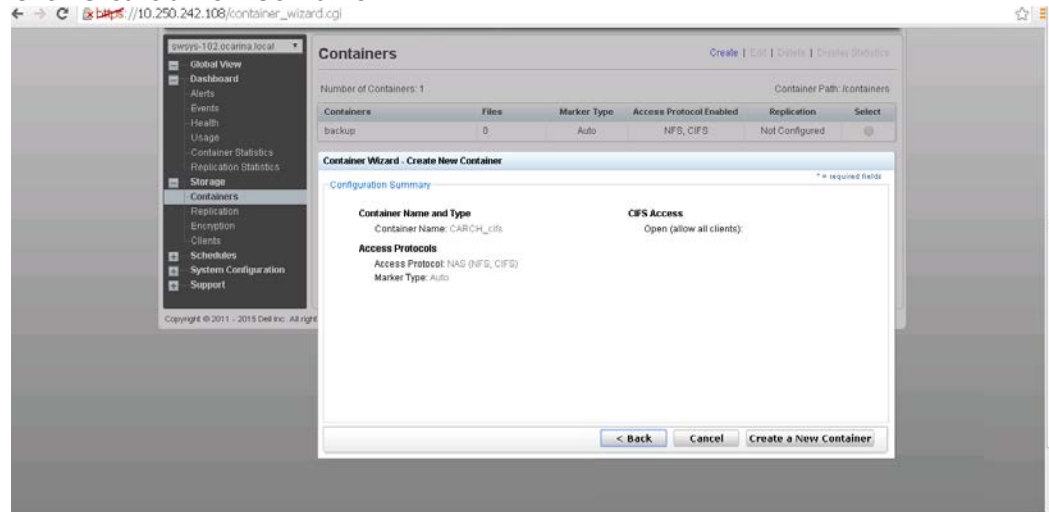 https://10.250.242.108/container_wizard.cgi
swsys-102.ocarina.local
Global View
Dashboard
Alerts
Events
Health
Usage
Container Statistics
Replication Statistics
Storage
Containers
Replication
Encryption
Clients
Schedules
System Configuration
Support
Copyright © 2011 - 2015 Dell Inc. All right
Containers
Create | Edit | Delete | Display Statistics
Number of Containers: 1
Container Path: /containers
Containers Files Marker Type Access Protocol Enabled Replication Select
backup 0 Auto NFS, CIFS Not Configured
Container Wizard - Create New Container
* = required fields
Configuration Summary
Container Name and Type
Container Name: CARCH_cifs
Access Protocols
Access Protocol: NAS (NFS, CIFS)
Marker Type: Auto
CIFS Access
Open (allow all clients):
< Back Cancel Create a New Container